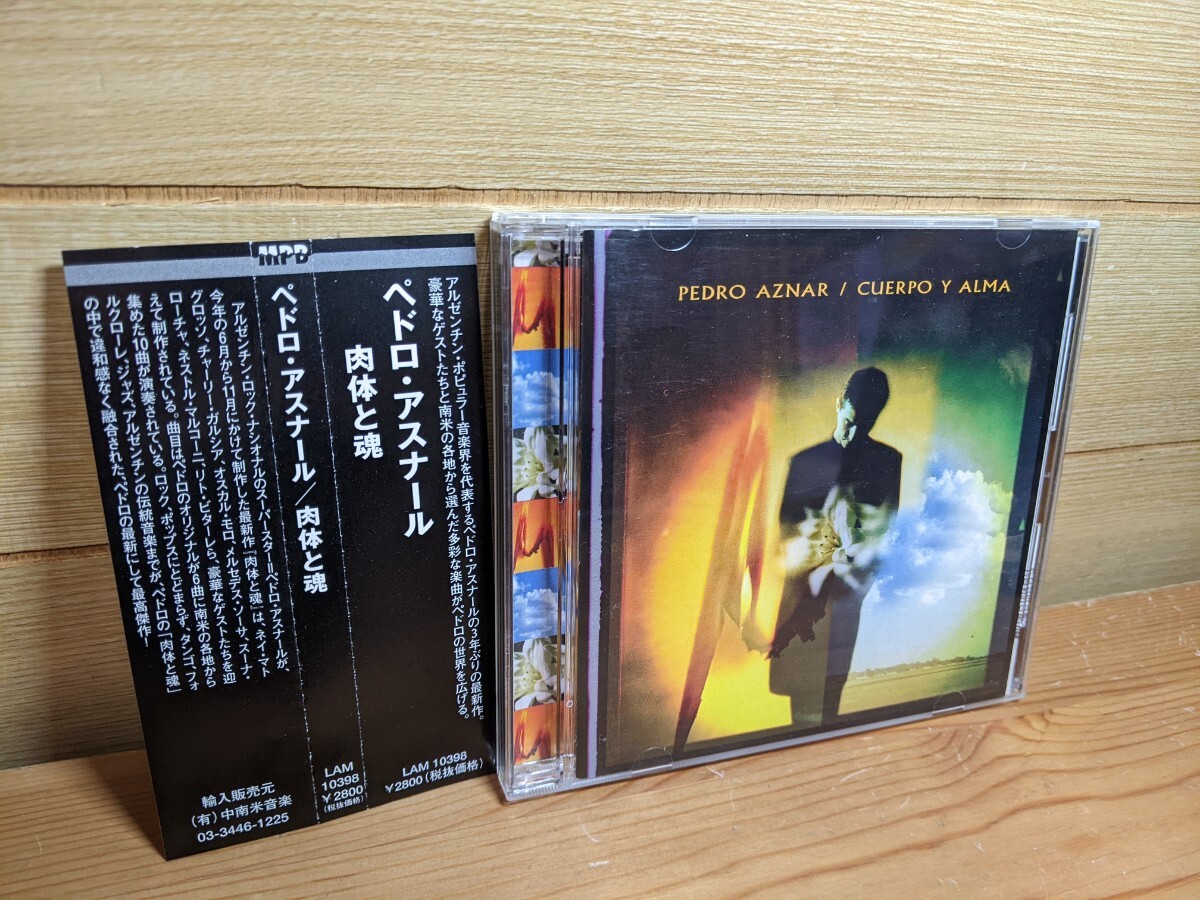 MPB
アルゼンチン・ポピュラー音楽界を代表するペドロ・アスナールの3年ぶりの最新作。
豪華なゲストたちと南米の各地から選んだ多彩な楽曲がペドロの世界を広げる。
ペドロ・アスナール
肉体と魂
LAM 10398
¥2800(税抜価格)
ペドロ・アスナール/肉体と魂
LAM
10398
¥2800
(税抜価格)
アルゼンチン・ロック・ナシオナルのスーパースター=ペドロ・アスナールが、
今年の6月から11月にかけて制作した最新作「肉体と魂」は、ネイ・マト
グロッソ、チャーリー・ガルシア、オスカル・モロ、メルセデス・ソーサ、スーナ・
ローチャ、ネストル・マルコーニ、リート・ビターレら、豪華なゲストたちを迎
えて制作されている。曲目はペドロのオリジナルが6曲に南米の各地から
集めた10曲が演奏されている。ロック、ポップスにとどまらず、タンゴ、フォ
ルクローレ、ジャズ、アルゼンチンの伝統音楽までが、ペドロの「肉体と魂」
の中で違和感なく融合された、ペドロの最新にして最高傑作!
輸入販売元
(有)中南米音楽
03-3446-1225
PEDRO AZNAR / CUERPO Y ALMA